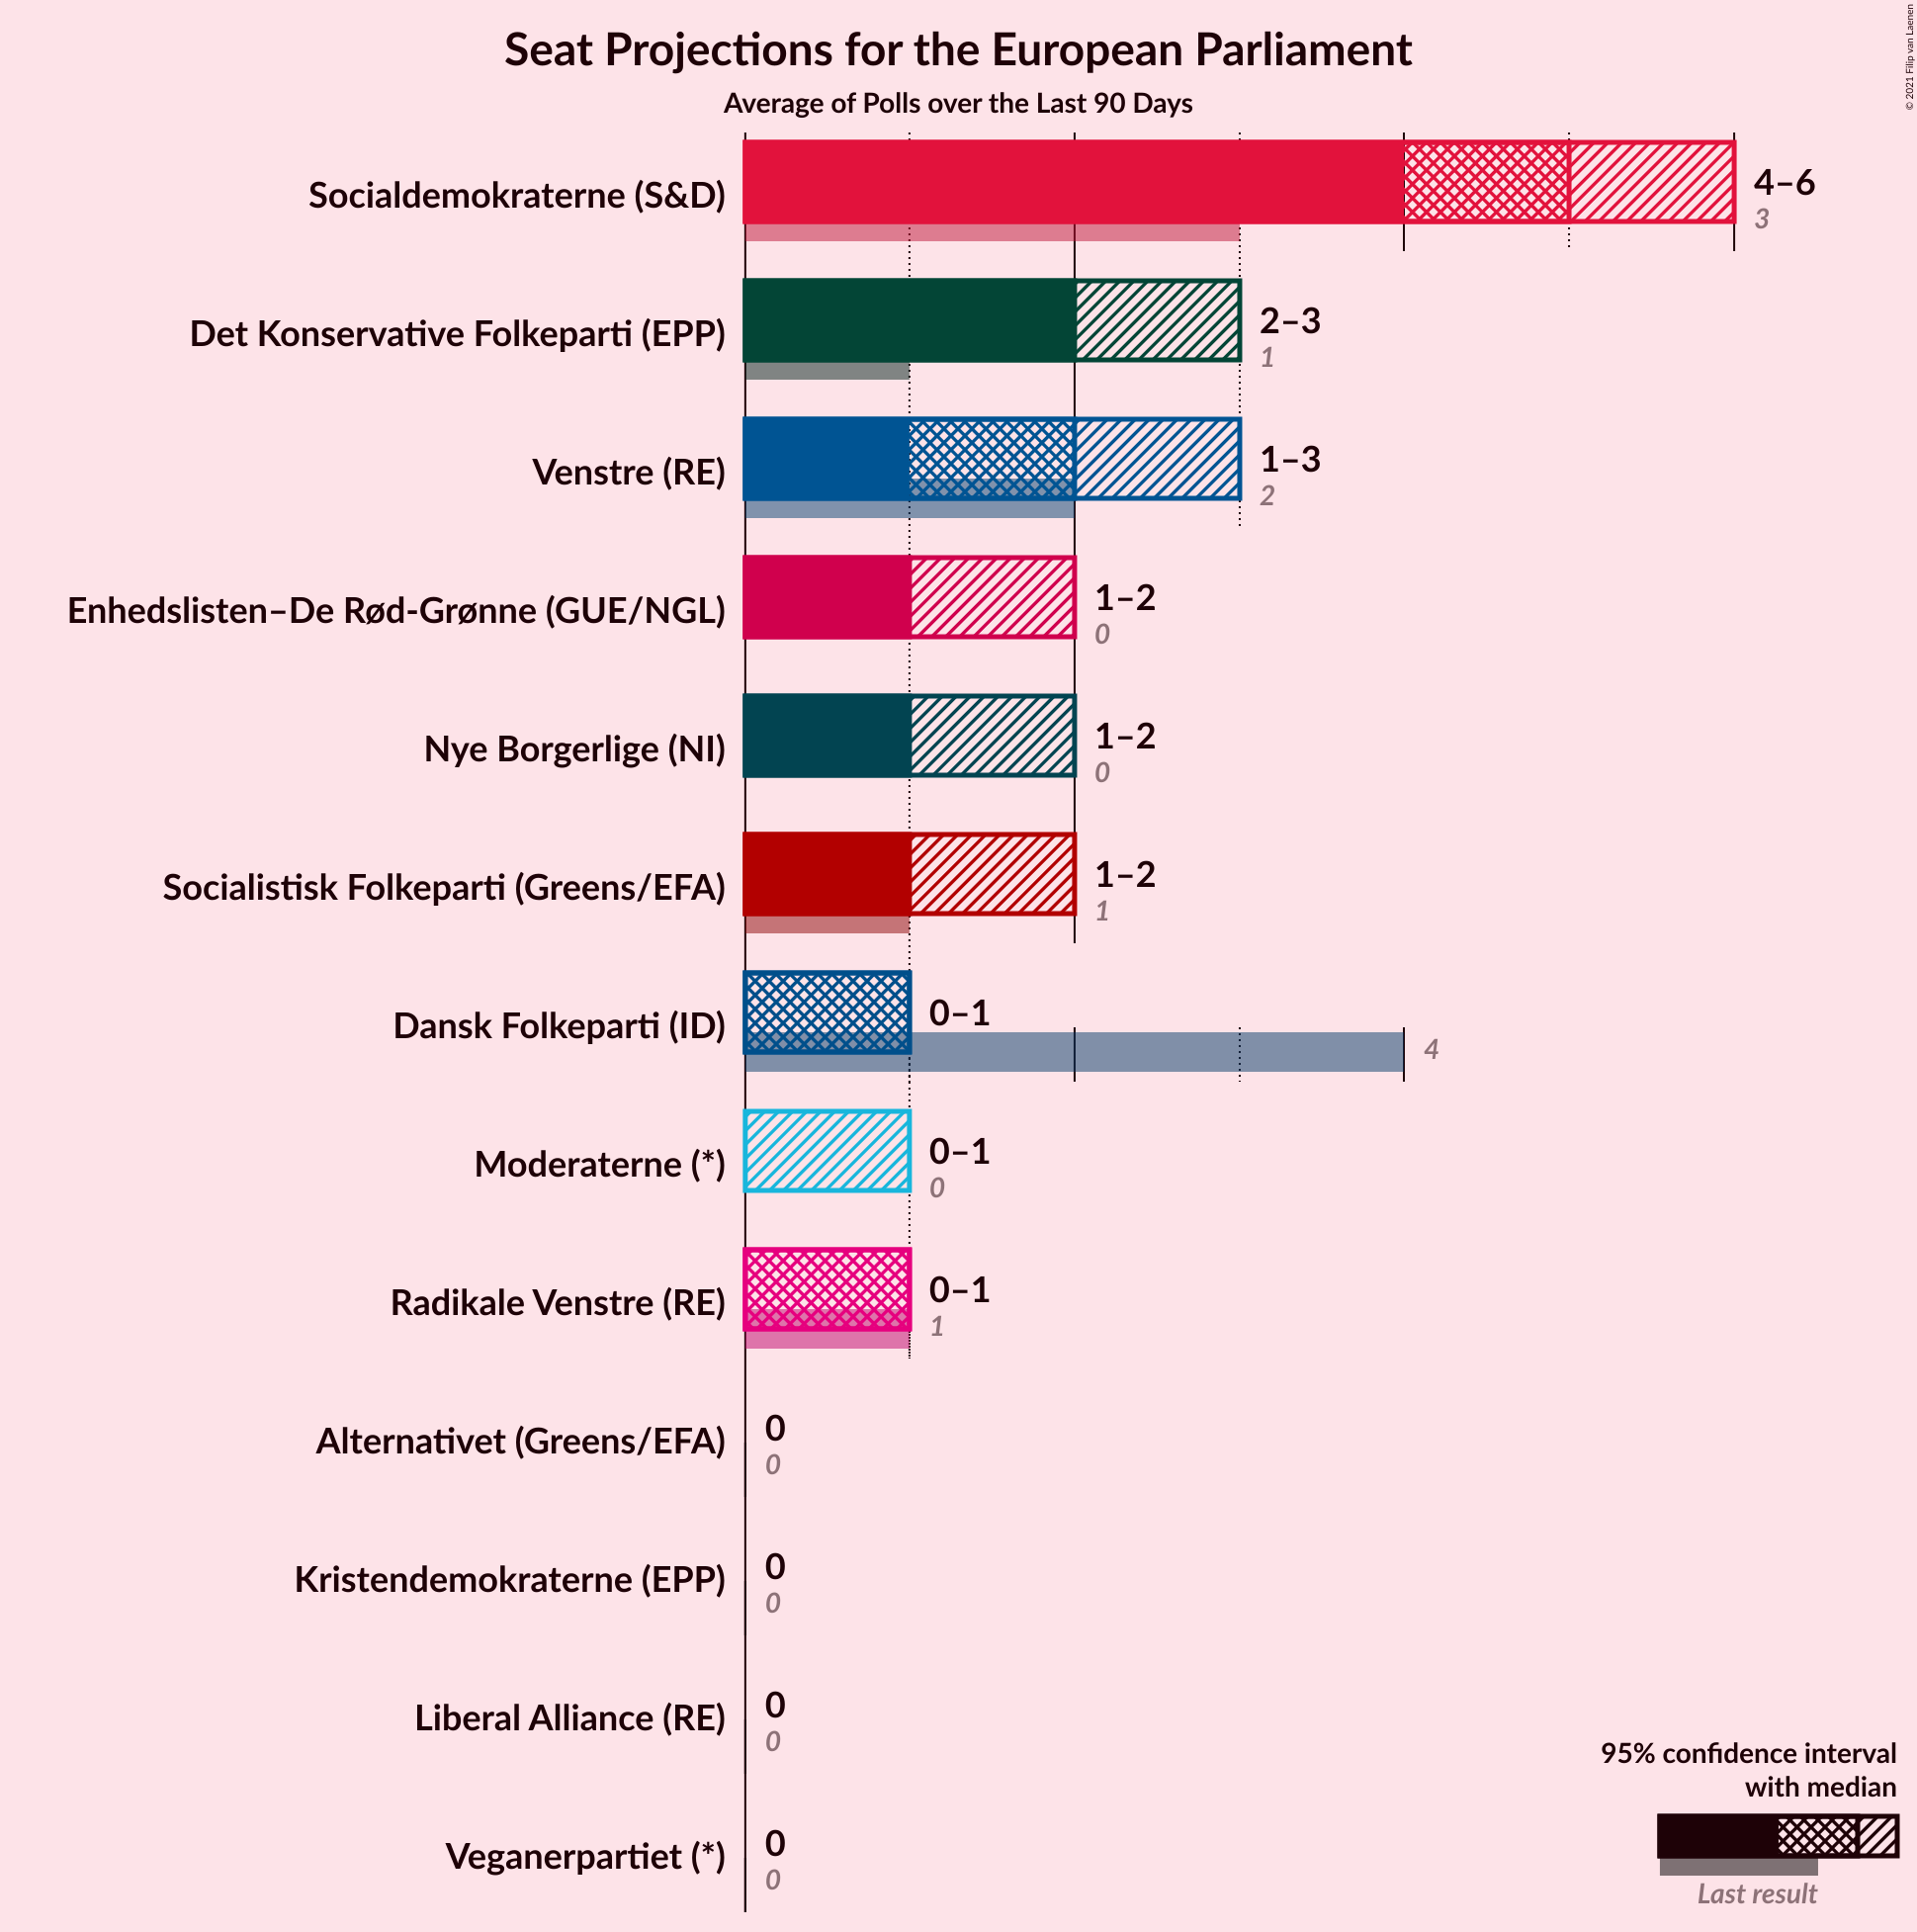 Seat Projections for the European Parliament
Average of Polls over the Last 90 Days
© 2021 Filip van Laenen
Socialdemokraterne (S&D)
4–6
3
Det Konservative Folkeparti (EPP)
2–3
1
Venstre (RE)
1–3
2
Enhedslisten–De Rød-Grønne (GUE/NGL)
1–2
0
Nye Borgerlige (NI)
1–2
0
Socialistisk Folkeparti (Greens/EFA)
1–2
1
Dansk Folkeparti (ID)
0–1
4
Moderaterne (*)
0–1
0
Radikale Venstre (RE)
0–1
1
Alternativet (Greens/EFA)
0
0
Kristendemokraterne (EPP)
0
0
Liberal Alliance (RE)
0
0
Veganerpartiet (*)
0
0
95% confidence interval
with median
Last result